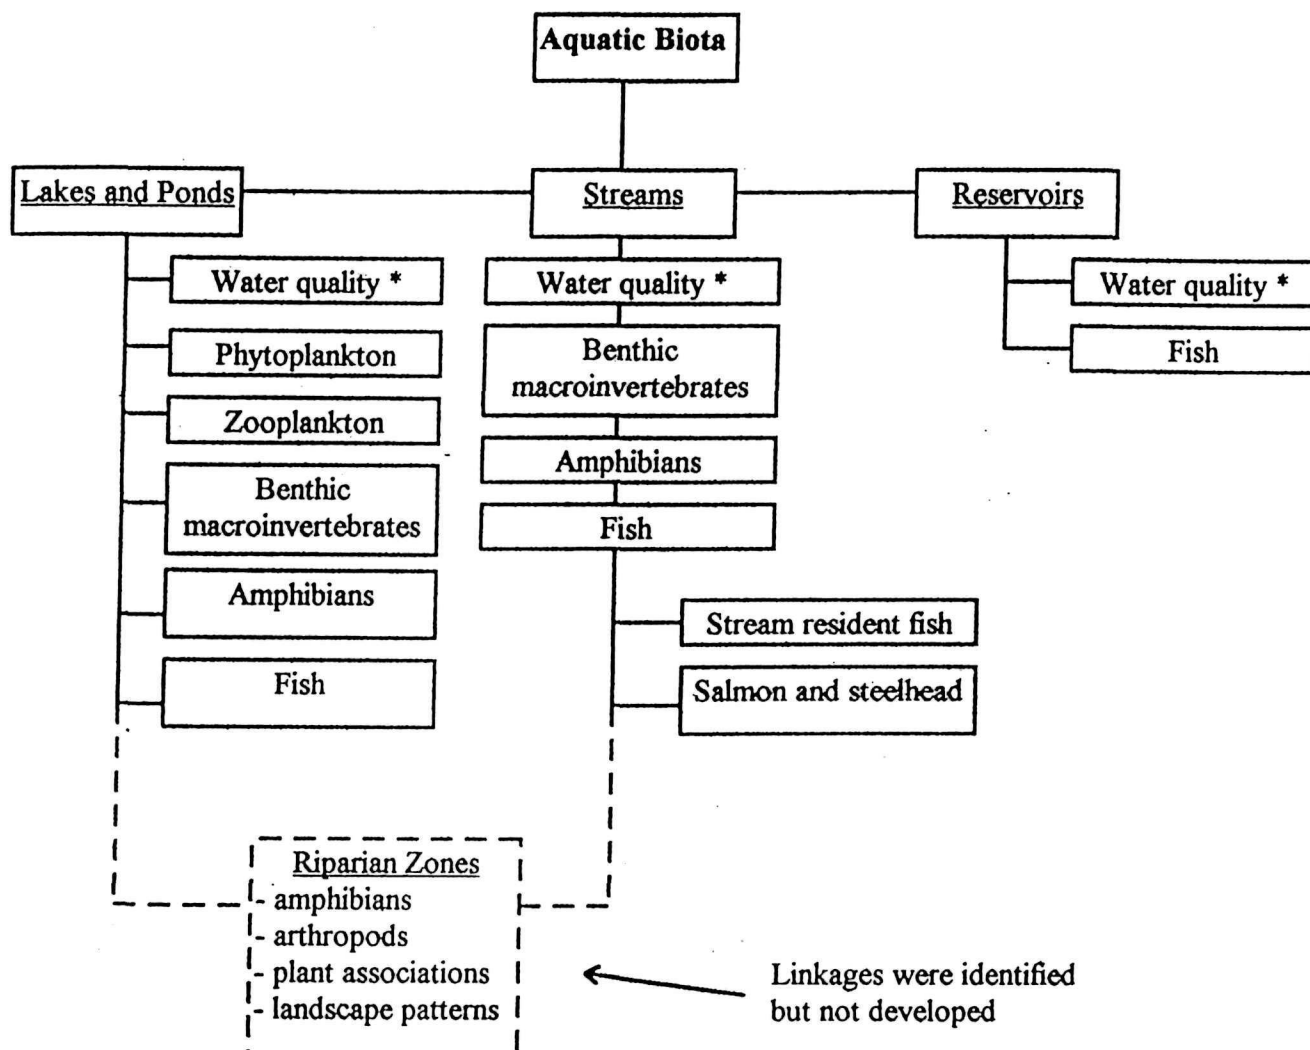 Aquatic Biota
Lakes and Ponds
Streams
Reservoirs
Water quality *
Phytoplankton
Zooplankton
Benthic
macroinvertebrates
Amphibians
Fish
Water quality *
Benthic
macroinvertebrates
Amphibians
Fish
Stream resident fish
Salmon and steelhead
Water quality *
Fish
Riparian Zones
- amphibians
- arthropods
- plant associations
- landscape patterns
Linkages were identified
but not developed